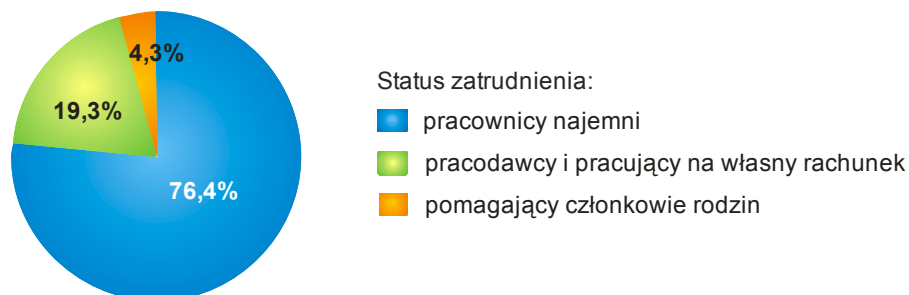 4,3%
19,3%
76,4%
Status zatrudnienia:
pracownicy najemni
pracodawcy i pracujący na własny rachunek
pomagający członkowie rodzin